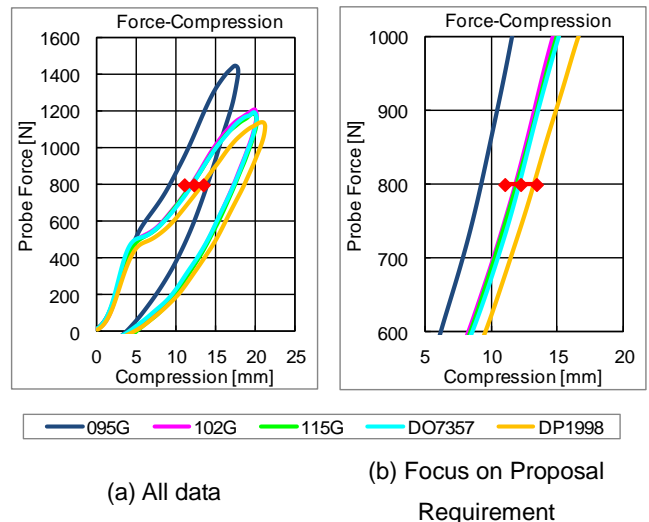 Force-Compression
1600
1400
1200
1000
800
600
400
200
0
0 5 10 15 20 25
Probe Force [N]
Compression [mm]
Force-Compression
1000
900
800
700
600
5 10 15 20
Probe Force [N]
Compression [mm]
095G 102G 115G DO7357 DP1998
(a) All data
(b) Focus on Proposal
Requirement